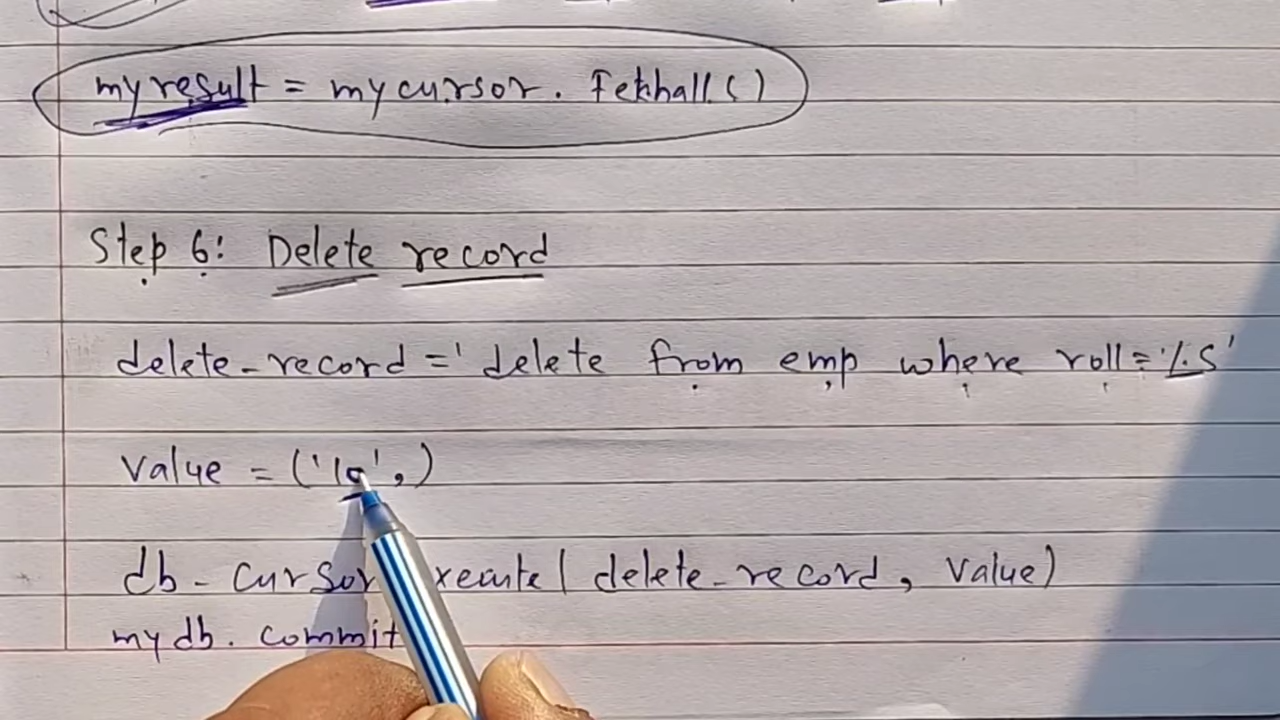 myresult = mycursor. Fetchall()
Step 6: Delete record
delete_record = 'delete from emp where roll=%s'
Value = ('10',)
db_cursor xecute( delete_record, Value)
mydb. commit